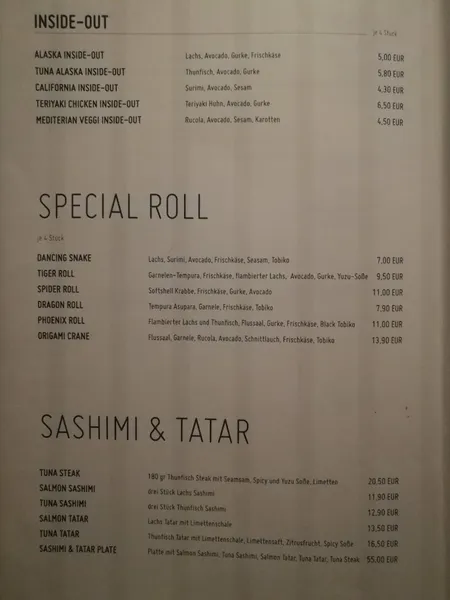 INSIDE-OUT
je 4 Stück
ALASKA INSIDE-OUT Lachs, Avocado, Gurke, Frischkäse 5,00 EUR
TUNA ALASKA INSIDE-OUT Thunfisch, Avocado, Gurke 5,80 EUR
CALIFORNIA INSIDE-OUT Surimi, Avocado, Sesam 4,30 EUR
TERIYAKI CHICKEN INSIDE-OUT Teriyaki Huhn, Avocado, Gurke 6,50 EUR
MEDITERIAN VEGGI INSIDE-OUT Rucola, Avocado, Sesam, Karotten 4,50 EUR
SPECIAL ROLL
je 4 Stück
DANCING SNAKE Lachs, Surimi, Avocado, Frischkäse, Seasam, Tobiko 7,00 EUR
TIGER ROLL Garnelen-Tempura, Frischkäse, flambierter Lachs, Avocado, Gurke, Yuzu-Soße 9,50 EUR
SPIDER ROLL Softshell Krabbe, Frischkäse, Gurke, Avocado 11,00 EUR
DRAGON ROLL Tempura Asupara, Garnele, Frischkäse, Tobiko 7,90 EUR
PHOENIX ROLL Flambierter Lachs und Thunfisch, Flussaal, Gurke, Frischkäse, Black Tobiko 11,00 EUR
ORIGAMI CRANE Flussaal, Garnele, Rucola, Avocado, Schnittlauch, Frischkäse, Tobiko 13,90 EUR
SASHIMI & TATAR
TUNA STEAK 180 gr Thunfisch Steak mit Seamsam, Spicy und Yozu Soße, Limetten 20,50 EUR
SALMON SASHIMI drei Stück Lachs Sashimi 11,90 EUR
TUNA SASHIMI drei Stück Thunfisch Sashimi 12,90 EUR
SALMON TATAR Lachs Tatar mit Limettenschale 13,50 EUR
TUNA TATAR Thunfisch Tatar mit Limettenschale, Limettensaft, Zitrusfrucht, Spicy Soße 16,50 EUR
SASHIMI & TATAR PLATE Platte mit Salmon Sashimi, Tuna Sashimi, Salmon Tatar, Tuna Tatar, Tuna Steak 55,00 EUR